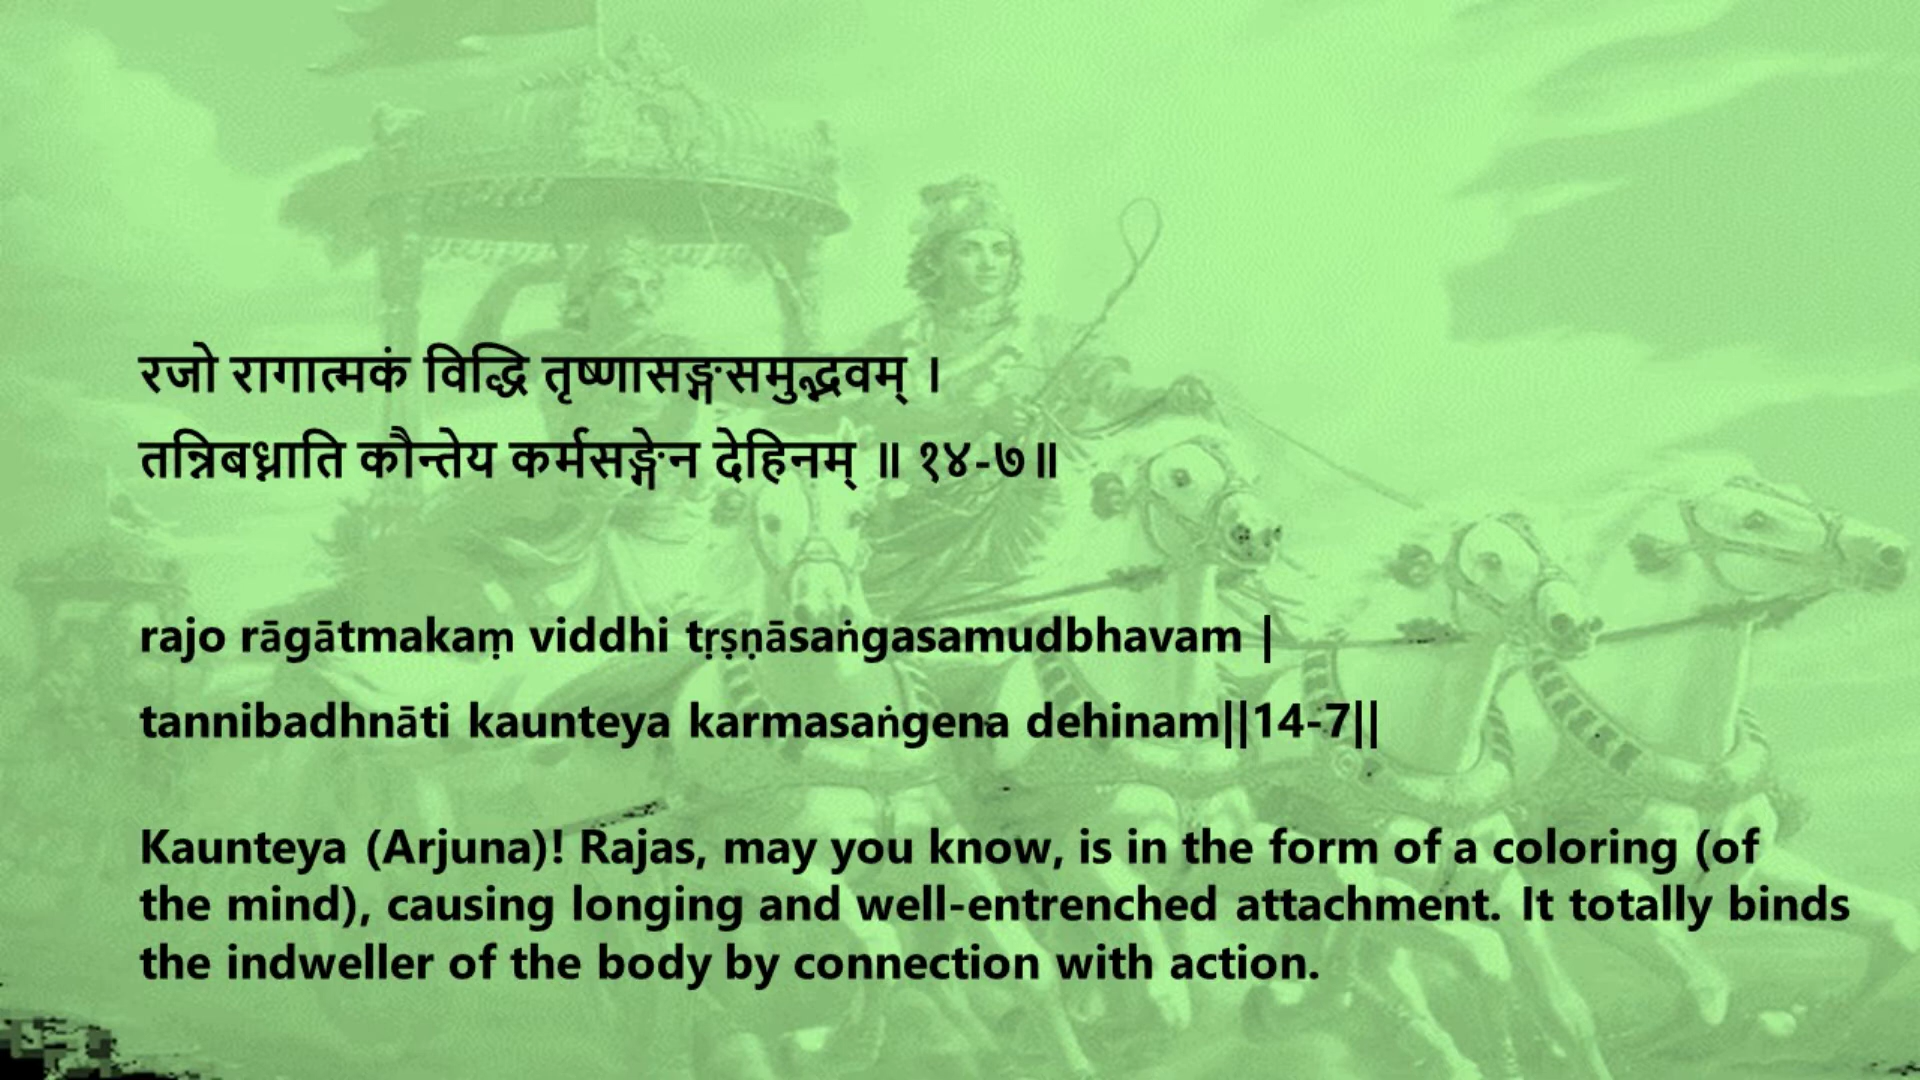 रजो रागात्मकं विद्धि तृष्णासङ्गसमुद्भवम् ।
तन्निबध्नाति कौन्तेय कर्मसङ्गेन देहिनम् ॥ १४-७॥
rajo rāgātmakaṃ viddhi tṛṣṇāsaṅgasamudbhavam |
tannibadhnāti kaunteya karmasaṅgena dehinam||14-7||
Kaunteya (Arjuna)! Rajas, may you know, is in the form of a coloring (of
the mind), causing longing and well-entrenched attachment. It totally binds
the indweller of the body by connection with action.